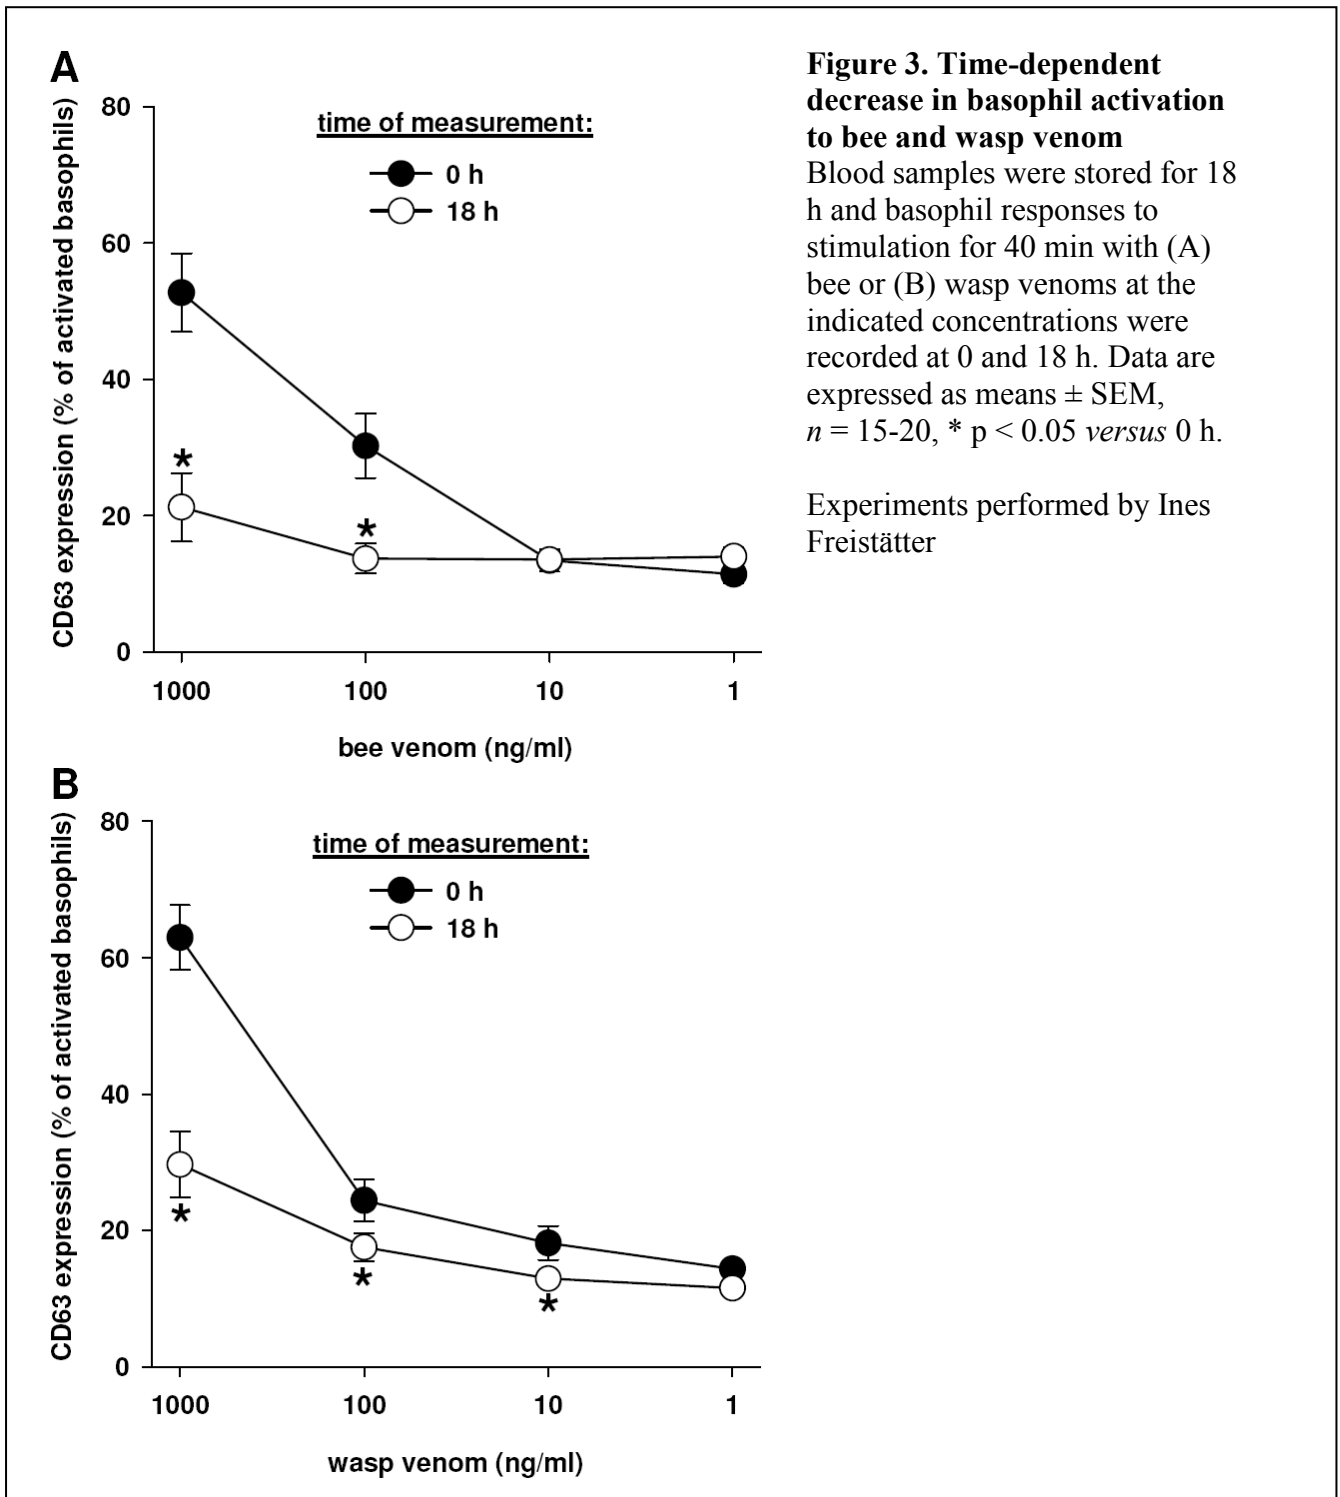 A
CD63 expression (% of activated basophils)
80
60
40
20
0
time of measurement:
0 h
18 h
*
*
1000 100 10 1
bee venom (ng/ml)
Figure 3. Time-dependent
decrease in basophil activation
to bee and wasp venom
Blood samples were stored for 18
h and basophil responses to
stimulation for 40 min with (A)
bee or (B) wasp venoms at the
indicated concentrations were
recorded at 0 and 18 h. Data are
expressed as means ± SEM,
n = 15-20, * p < 0.05 versus 0 h.
Experiments performed by Ines
Freistätter
B
CD63 expression (% of activated basophils)
80
60
40
20
0
time of measurement:
0 h
18 h
*
*
*
1000 100 10 1
wasp venom (ng/ml)